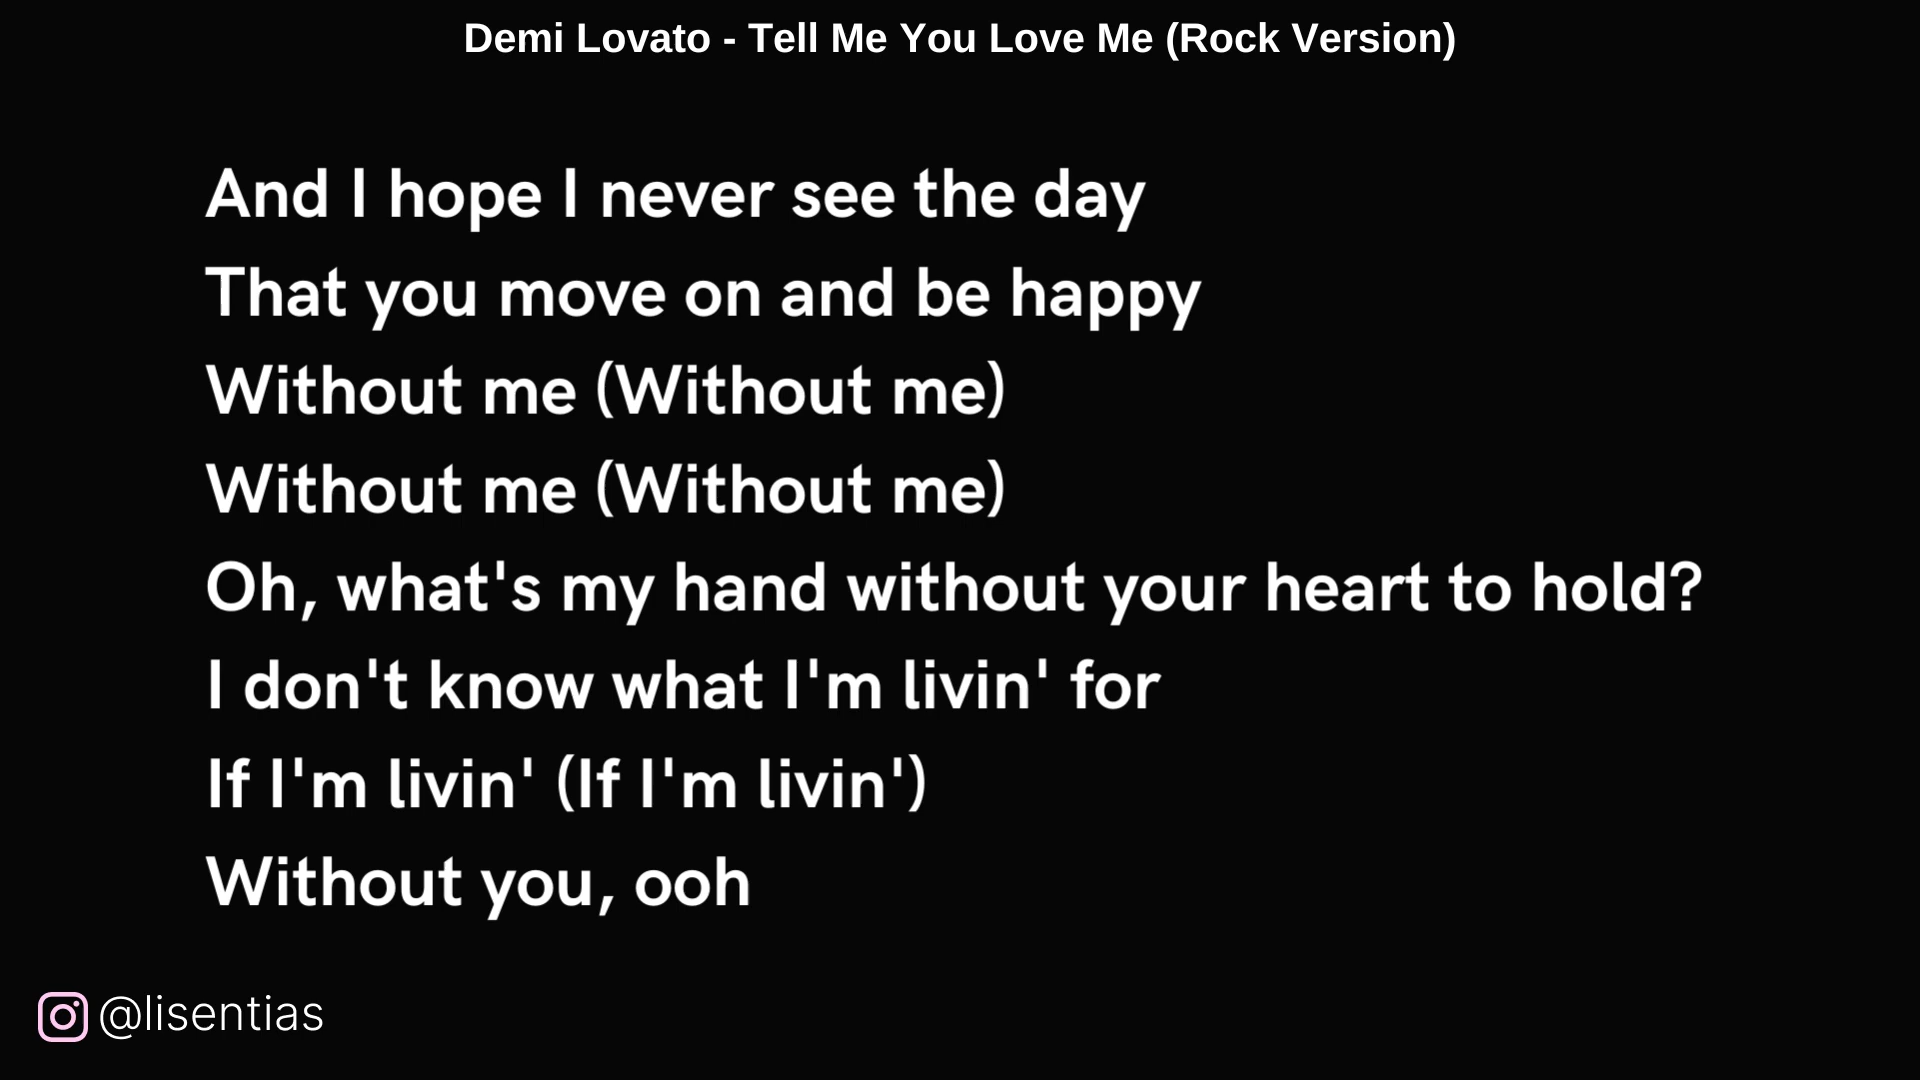 Demi Lovato - Tell Me You Love Me (Rock Version)
And I hope I never see the day
That you move on and be happy
Without me (Without me)
Without me (Without me)
Oh, what's my hand without your heart to hold?
I don't know what I'm livin' for
If I'm livin' (If I'm livin')
Without you, ooh
@lisentias